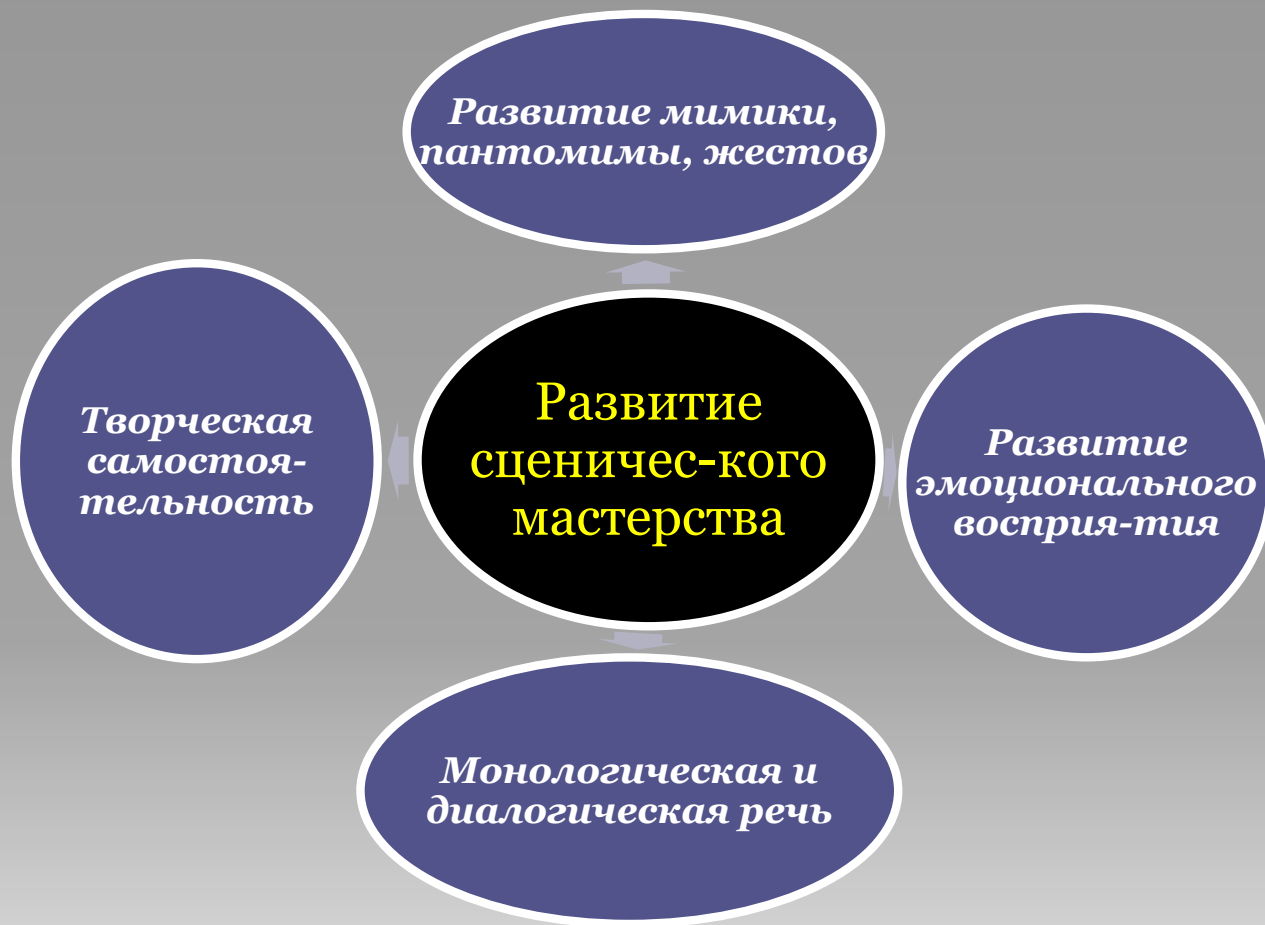 Развитие мимики,
пантомимы, жестов
Творческая
самостоя-
тельность
Развитие
сценичес-кого
мастерства
Развитие
эмоционального
восприя-тия
Монологическая и
диалогическая речь